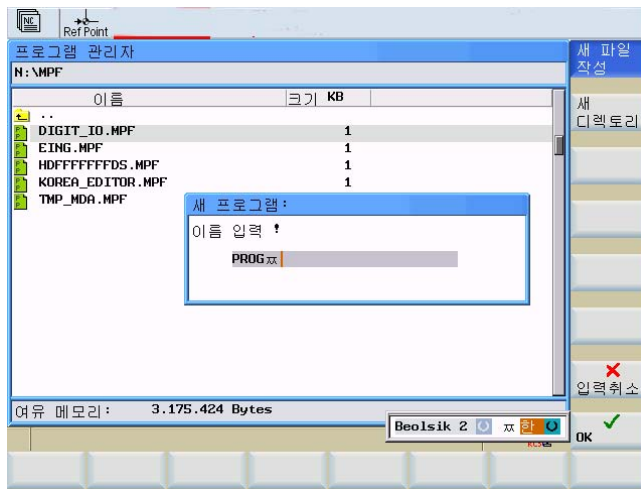 NC
Ref Point
프로그램 관리자
새 파일
작성
N:\MPF
이름 크기 KB
새
디렉토리
..
DIGIT_IO.MPF 1
EING.MPF 1
HDFFFFFFFDS.MPF 1
KOREA_EDITOR.MPF 1
TMP_MDA.MPF
새 프로그램:
이름 입력 !
PROGㅉ
입력취소
여유 메모리: 3.175.424 Bytes
Beolsik 2 ㅉ 한
OK